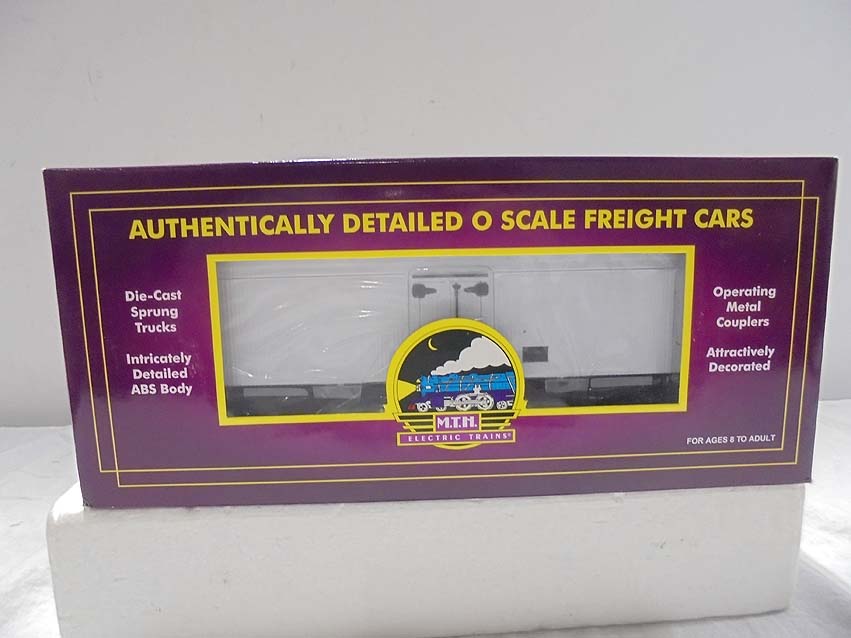 AUTHENTICALLY DETAILED O SCALE FREIGHT CARS
Die-Cast
Sprung
Trucks
Intricately
Detailed
ABS Body
Operating
Metal
Couplers
Attractively
Decorated
M.T.H.
ELECTRIC TRAINS®
FOR AGES 8 TO ADULT